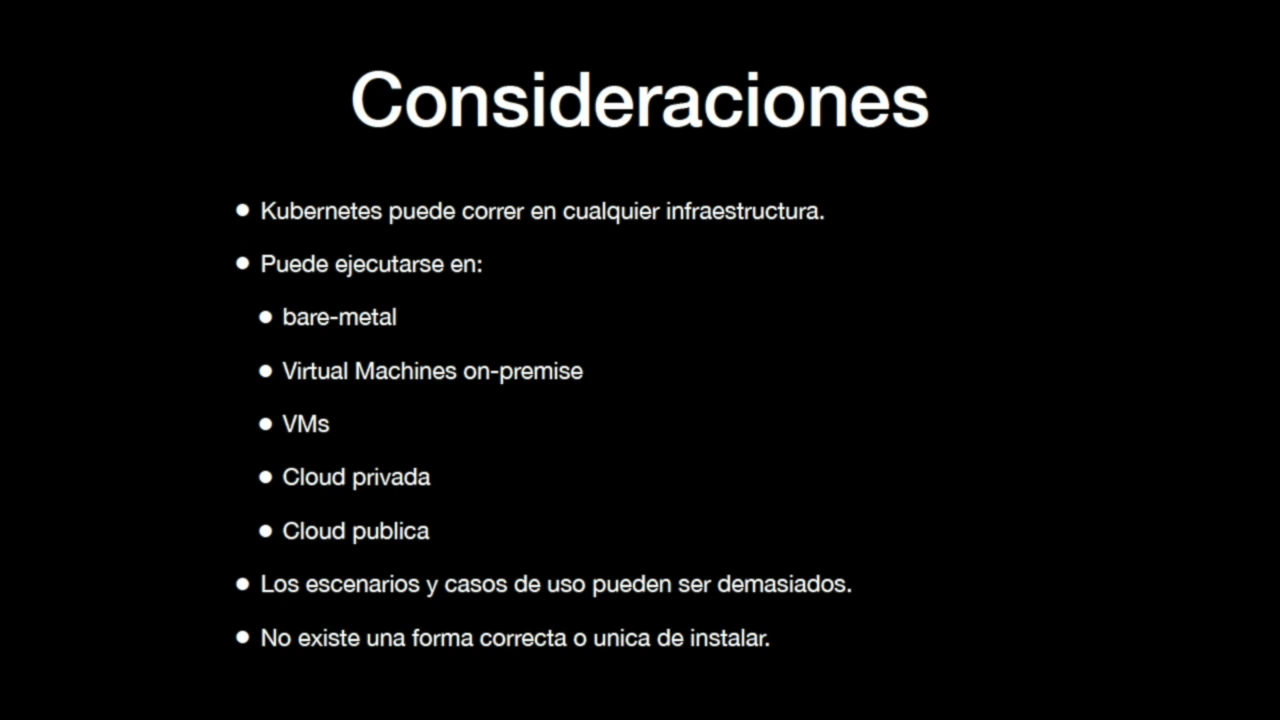 Consideraciones
● Kubernetes puede correr en cualquier infraestructura.
● Puede ejecutarse en:
● bare-metal
● Virtual Machines on-premise
● VMs
● Cloud privada
● Cloud publica
● Los escenarios y casos de uso pueden ser demasiados.
● No existe una forma correcta o unica de instalar.